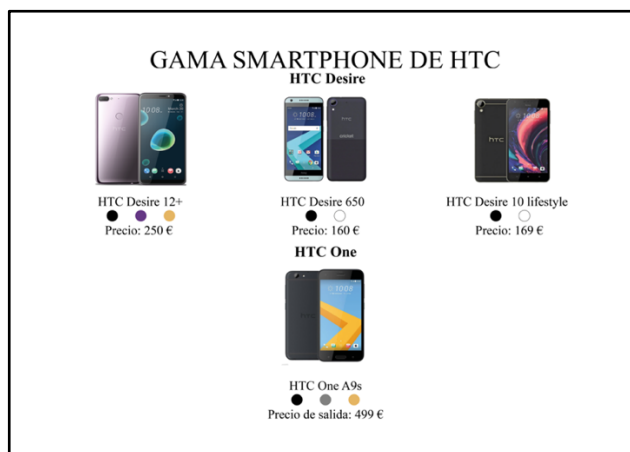 GAMA SMARTPHONE DE HTC
HTC Desire
HTC Desire 12+
Precio: 250 €
HTC Desire 650
Precio: 160 €
HTC Desire 10 lifestyle
Precio: 169 €
HTC One
HTC One A9s
Precio de salida: 499 €